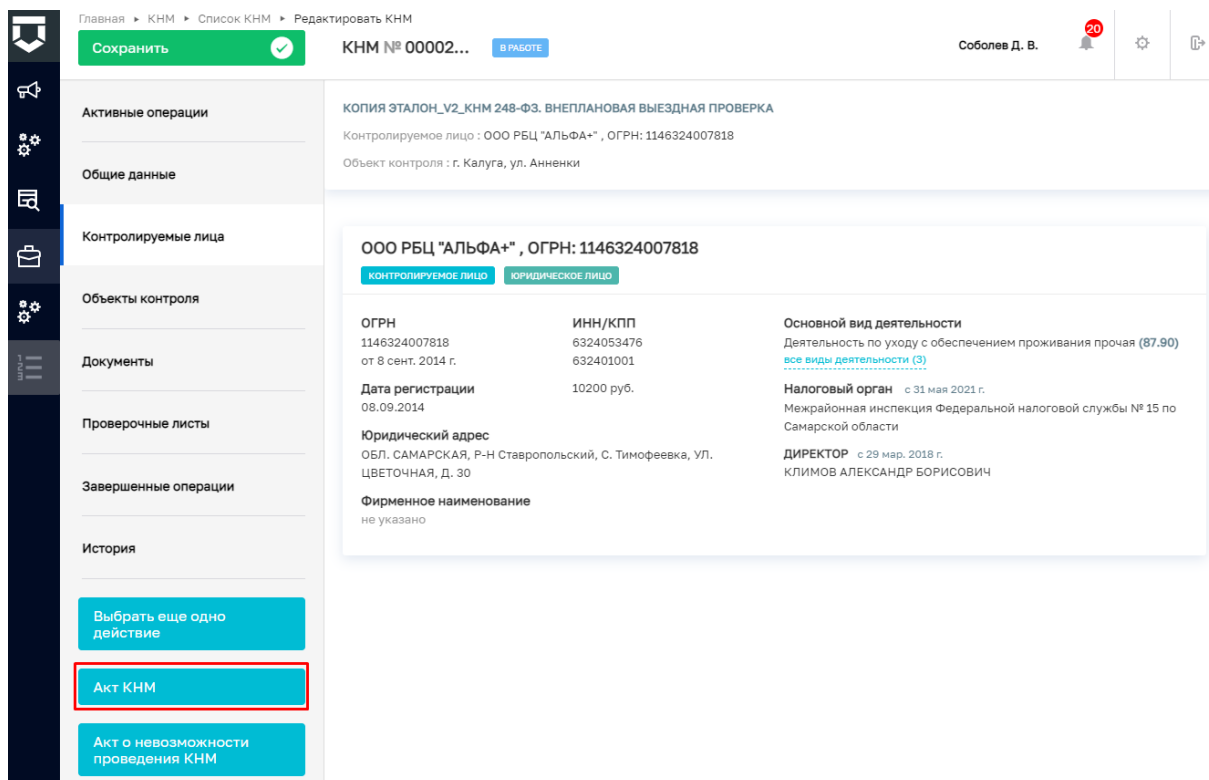 Главная ▸ КНМ ▸ Список КНМ ▸ Редактировать КНМ
Сохранить
КНМ № 00002...
В РАБОТЕ
Соболев Д. В.
20
Активные операции
Общие данные
Контролируемые лица
Объекты контроля
Документы
Проверочные листы
Завершенные операции
История
Выбрать еще одно
действие
Акт КНМ
Акт о невозможности
проведения КНМ
КОПИЯ ЭТАЛОН_V2_КНМ 248-ФЗ. ВНЕПЛАНОВАЯ ВЫЕЗДНАЯ ПРОВЕРКА
Контролируемое лицо : ООО РБЦ "АЛЬФА+" , ОГРН: 1146324007818
Объект контроля : г. Калуга, ул. Анненки
ООО РБЦ "АЛЬФА+" , ОГРН: 1146324007818
КОНТРОЛИРУЕМОЕ ЛИЦО
ЮРИДИЧЕСКОЕ ЛИЦО
ОГРН
1146324007818
от 8 сент. 2014 г.
Дата регистрации
08.09.2014
ИНН/КПП
6324053476
632401001
10200 руб.
Юридический адрес
ОБЛ. САМАРСКАЯ, Р-Н Ставропольский, С. Тимофеевка, УЛ.
ЦВЕТОЧНАЯ, Д. 30
Фирменное наименование
не указано
Основной вид деятельности
Деятельность по уходу с обеспечением проживания прочая (87.90)
все виды деятельности (3)
Налоговый орган с 31 мая 2021 г.
Межрайонная инспекция Федеральной налоговой службы № 15 по
Самарской области
ДИРЕКТОР с 29 мар. 2018 г.
КЛИМОВ АЛЕКСАНДР БОРИСОВИЧ